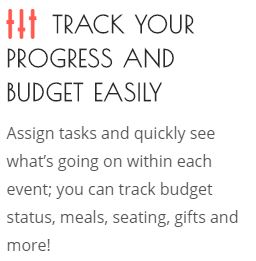 TRACK YOUR
PROGRESS AND
BUDGET EASILY
Assign tasks and quickly see
what's going on within each
event; you can track budget
status, meals, seating, gifts and
more!